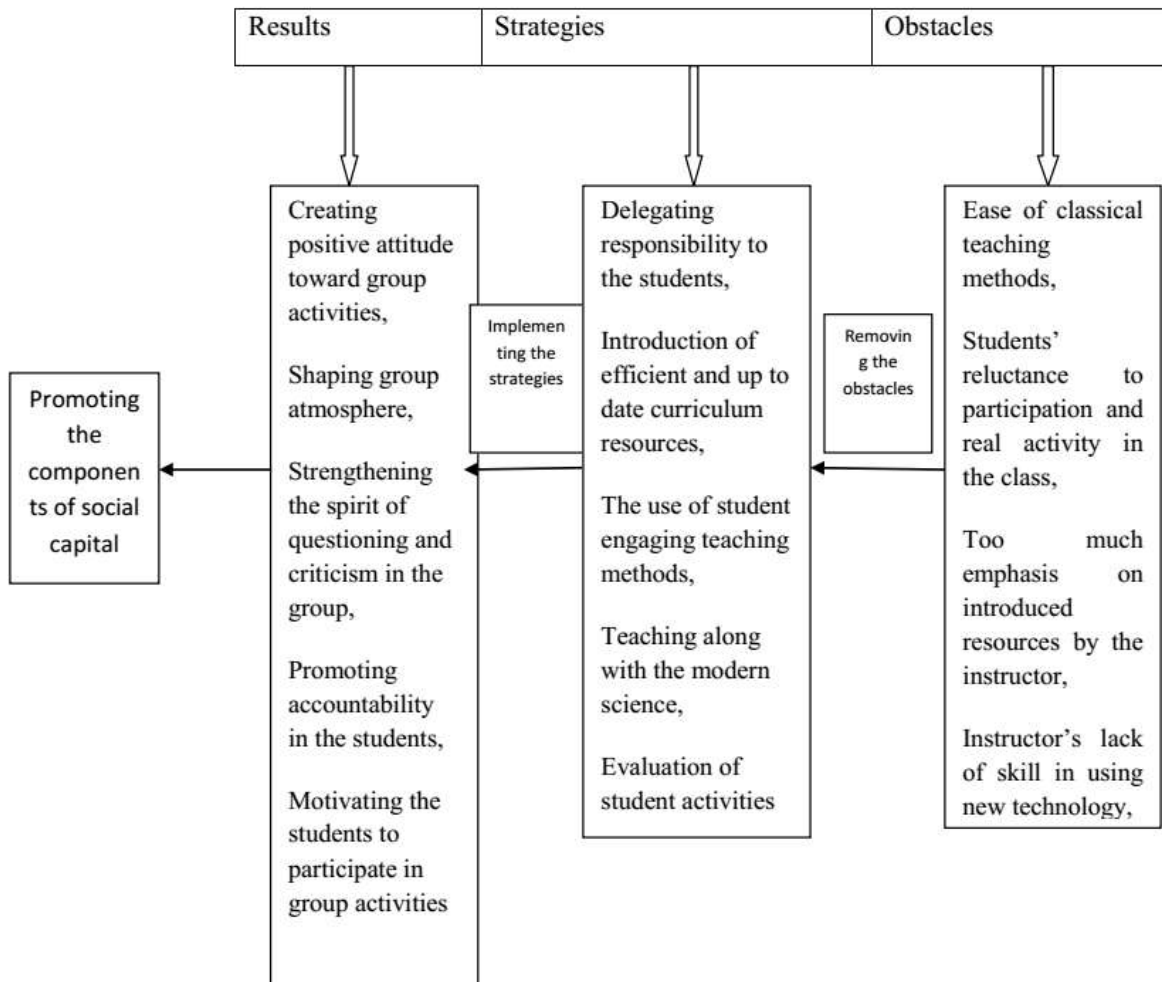 Results
Strategies
Obstacles
Creating
positive attitude
toward group
activities,
Shaping group
atmosphere,
Strengthening
the spirit of
questioning and
criticism in the
group,
Promoting
accountability
in the students,
Motivating the
students to
participate in
group activities
Delegating
responsibility to
the students,
Introduction of
efficient and up to
date curriculum
resources,
The use of student
engaging teaching
methods,
Teaching along
with the modern
science,
Evaluation of
student activities
Ease of classical
teaching
methods,
Students’
reluctance to
participation and
real activity in
the class,
Too much
emphasis on
introduced
resources by the
instructor,
Instructor’s lack
of skill in using
new technology,
Implemen
ting the
strategies
Removin
g the
obstacles
Promoting
the
componen
ts of social
capital